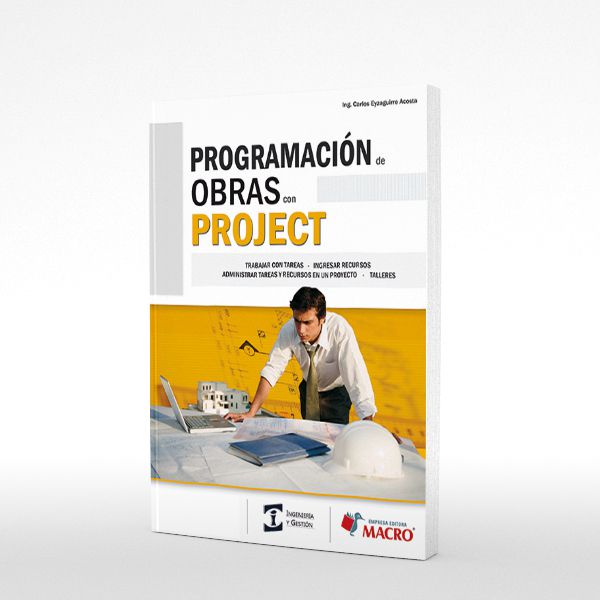 Ing. Carlos Eyzaguirre Acosta
PROGRAMACIÓN de
OBRAS con
PROJECT
TRABAJAR CON TAREAS · INGRESAR RECURSOS
ADMINISTRAR TAREAS Y RECURSOS EN UN PROYECTO · TALLERES
i INGENIERÍA
Y GESTIÓN
EMPRESA EDITORA
MACRO®